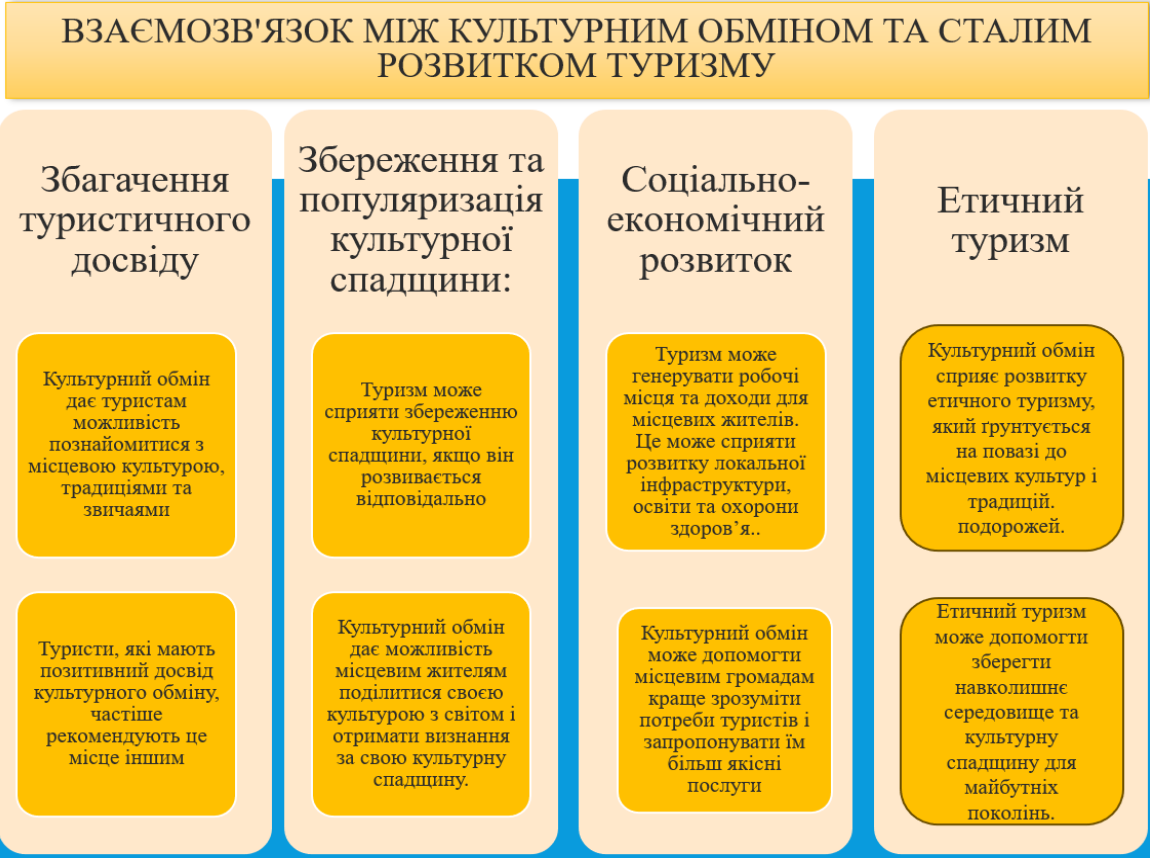 ВЗАЄМОЗВ'ЯЗОК МІЖ КУЛЬТУРНИМ ОБМІНОМ ТА СТАЛИМ
РОЗВИТКОМ ТУРИЗМУ
Збагачення
туристичного
досвіду
Культурний обмін
дає туристам
можливість
познайомитися з
місцевою культурою,
традиціями та
звичаями
Туристи, які мають
позитивний досвід
культурного обміну,
частіше
рекомендують це
місце іншим
Збереження та
популяризація
культурної
спадщини:
Туризм може
сприяти збереженню
культурної
спадщини, якщо він
розвивається
відповідально
Культурний обмін
дає можливість
місцевим жителям
поділитися своєю
культурою з світом і
отримати визнання
за свою культурну
спадщину.
Соціально-
економічний
розвиток
Туризм може
генерувати робочі
місця та доходи для
місцевих жителів.
Це може сприяти
розвитку локальної
інфраструктури,
освіти та охорони
здоров’я..
Культурний обмін
може допомогти
місцевим громадам
краще зрозуміти
потреби туристів і
запропонувати їм
більш якісні
послуги
Етичний
туризм
Культурний обмін
сприяє розвитку
етичного туризму,
який ґрунтується
на повазі до
місцевих культур і
традицій.
подорожей.
Етичний туризм
може допомогти
зберегти
навколишнє
середовище та
культурну
спадщину для
майбутніх
поколінь.